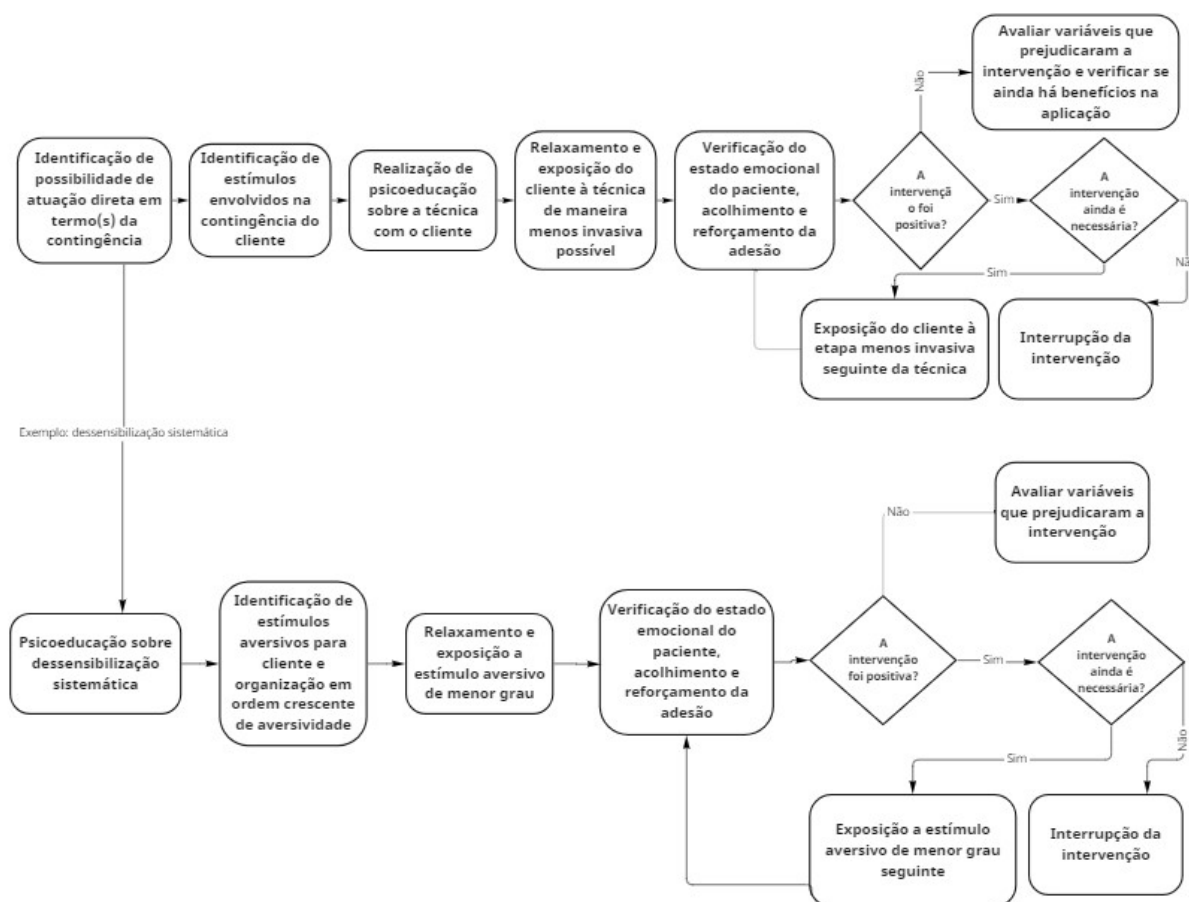 Avaliar variáveis que
prejudicaram a
intervenção e verificar se
ainda há benefícios na
aplicação
Não
Identificação de
possibilidade de
atuação direta em
termo(s) da
contingência
Identificação de
estímulos
envolvidos na
contingência do
cliente
Realização de
psicoeducação
sobre a técnica
com o cliente
Relaxamento e
exposição do
cliente à técnica
de maneira
menos invasiva
possível
Verificação do
estado emocional
do paciente,
acolhimento e
reforçamento da
adesão
A
intervençã
o foi
positiva?
Sim
A
intervenção
ainda é
necessária?
Sim
Nã
Exposição do cliente à
etapa menos invasiva
seguinte da técnica
Interrupção da
intervenção
Exemplo: dessensibilização sistemática
Avaliar variáveis
que prejudicaram a
intervenção
Não
Psicoeducação sobre
dessensibilização
sistemática
Identificação de
estímulos
aversivos para
cliente e
organização em
ordem crescente
de aversividade
Relaxamento e
exposição a
estímulo aversivo
de menor grau
Verificação do estado
emocional do
paciente,
acolhimento e
reforçamento da
adesão
A
intervenção
foi positiva?
Sim
A
intervenção
ainda é
necessária?
Sim
Não
Exposição a estímulo
aversivo de menor grau
seguinte
Interrupção da
intervenção